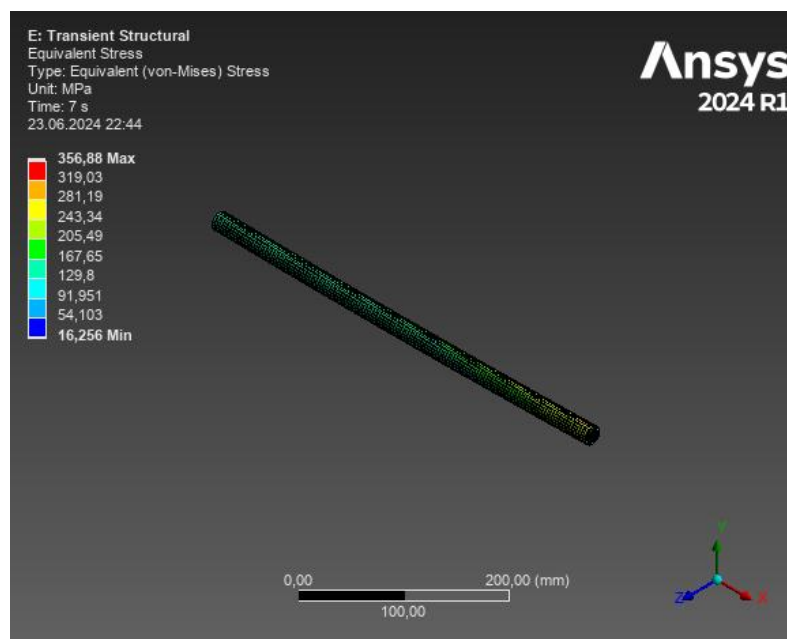 E: Transient Structural
Equivalent Stress
Type: Equivalent (von-Mises) Stress
Unit: MPa
Time: 7 s
23.06.2024 22:44
Ansys
2024 R1
356,88 Max
319,03
281,19
243,34
205,49
167,65
129,8
91,951
54,103
16,256 Min
0,00
200,00 (mm)
100,00
Y
Z
X